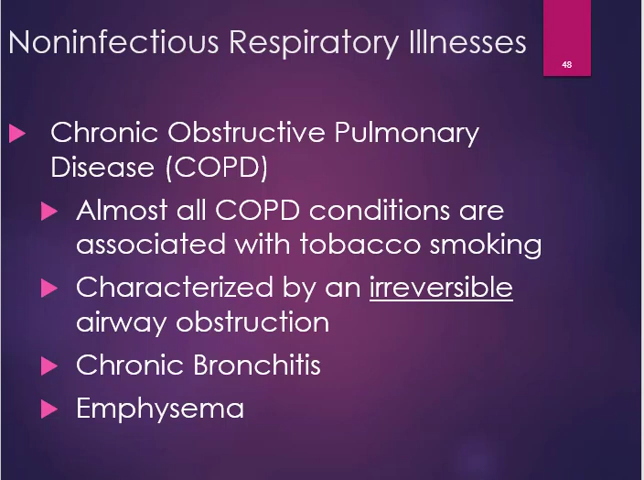 Noninfectious Respiratory Illnesses
48
Chronic Obstructive Pulmonary
Disease (COPD)
Almost all COPD conditions are
associated with tobacco smoking
Characterized by an irreversible
airway obstruction
Chronic Bronchitis
Emphysema